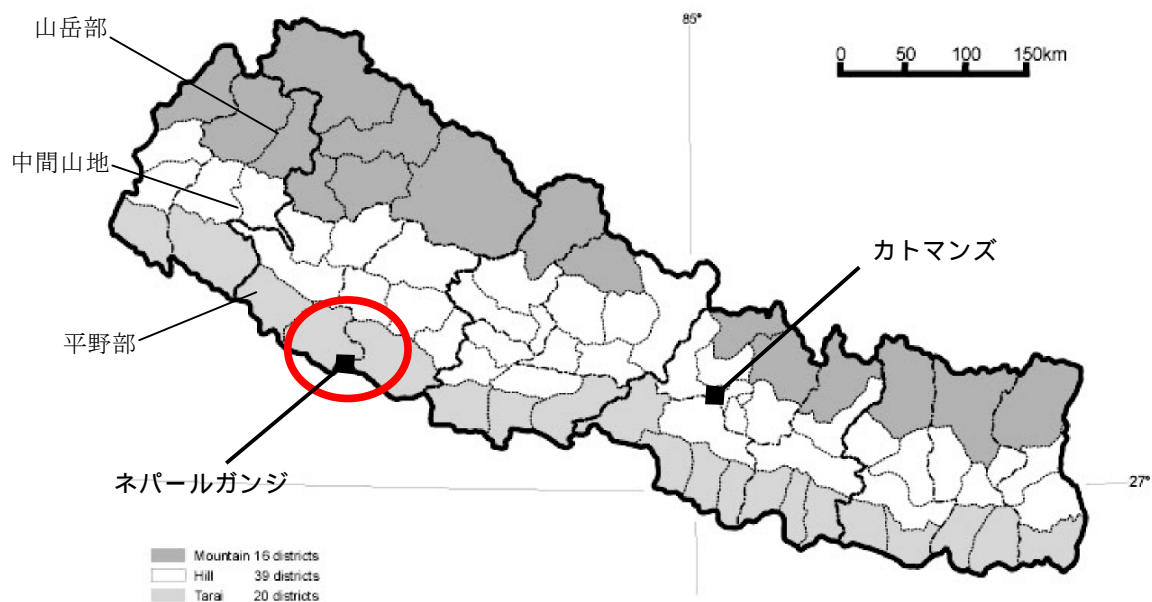 山岳部
85°
0 50 100 150km
中間山地
カトマンズ
平野部
ネパールガンジ
27°
Mountain 16 districts
Hill 39 districts
Tarai 20 districts